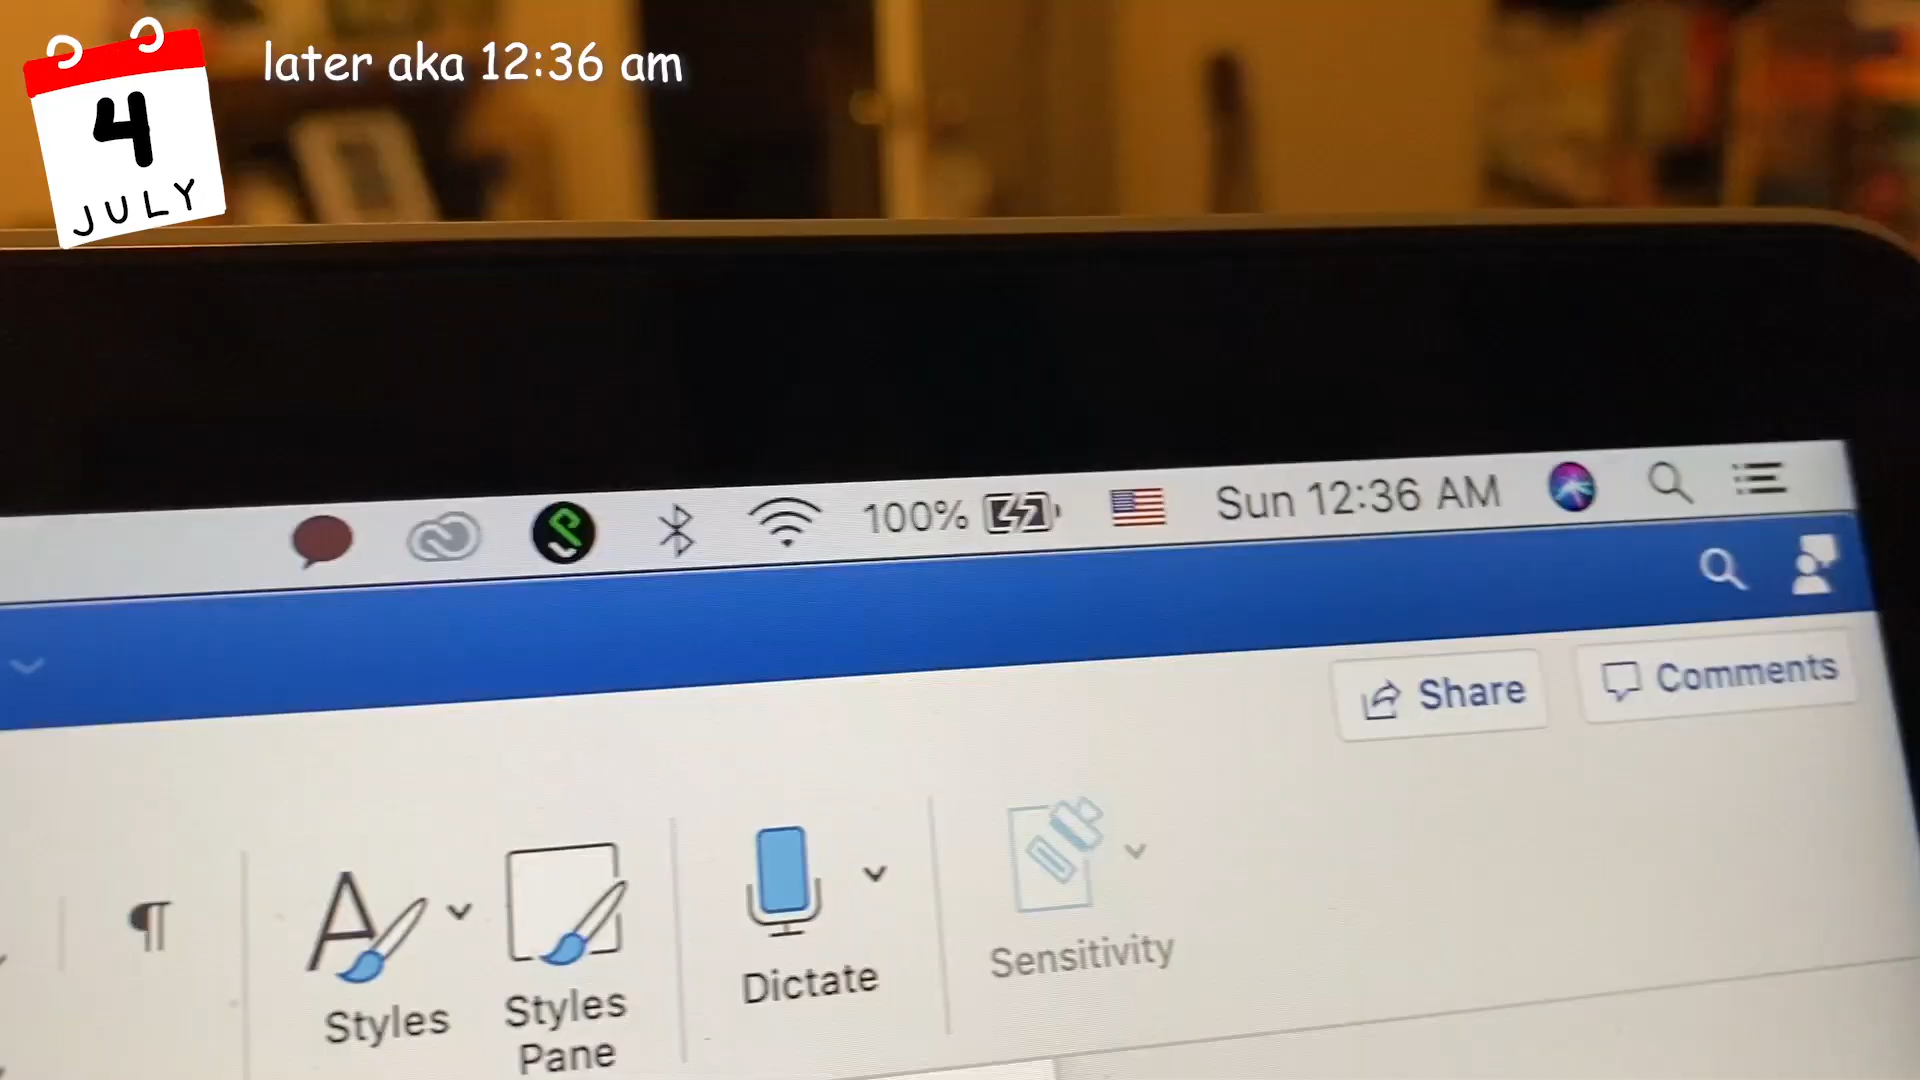 later aka 12:36 am
4
JULY
100% Sun 12:36 AM
Share Comments
Styles Styles Pane Dictate Sensitivity